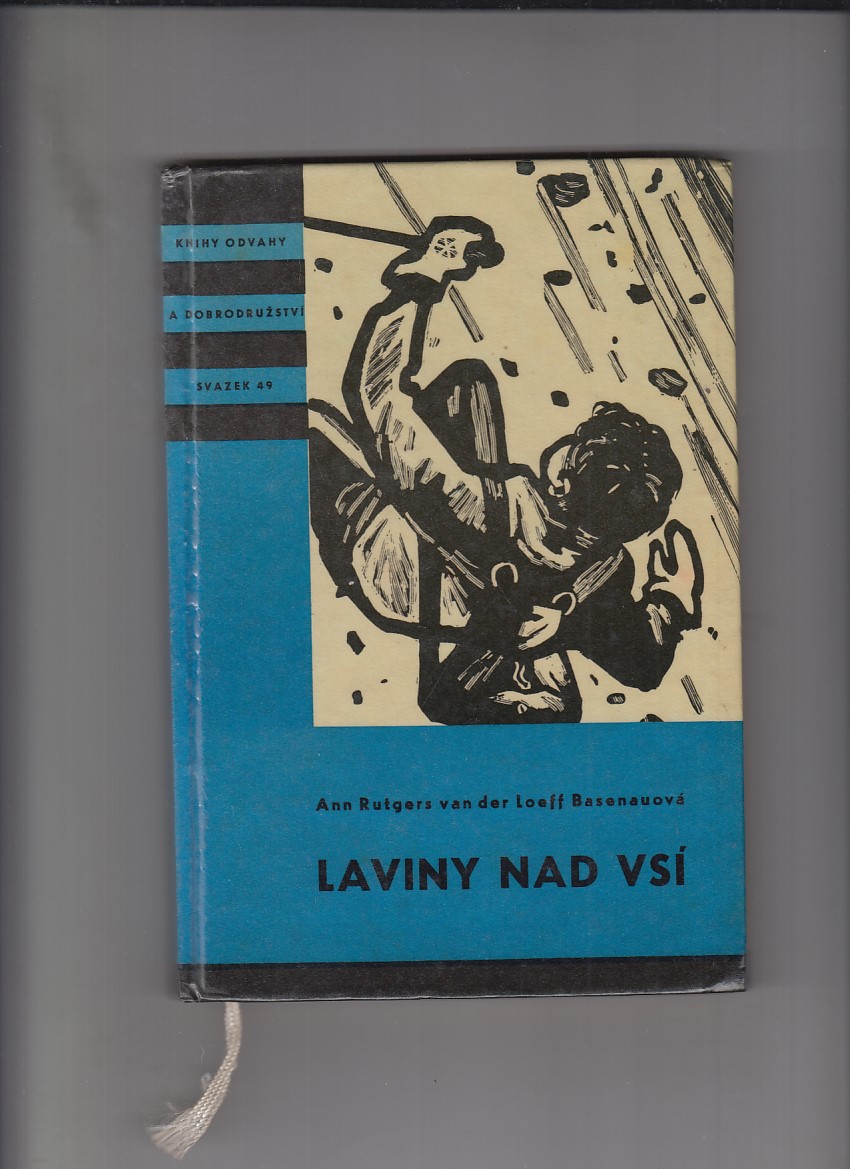 KNIHY ODVAHY
A DOBRODRUŽSTVÍ
SVAZEK 49
Ann Rutgers van der Loeff Basenauová
LAVINY NAD VSÍ